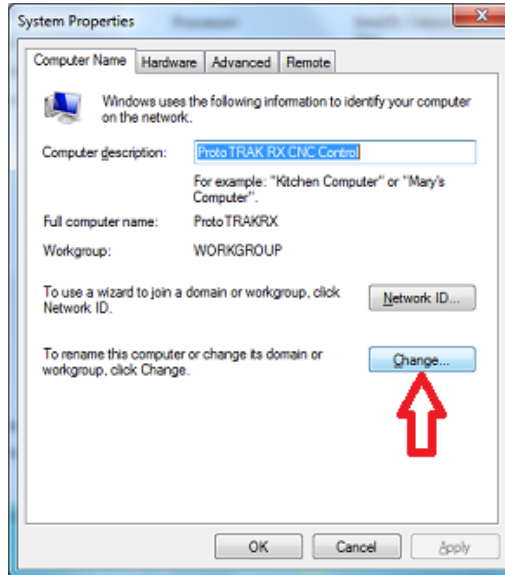 System Properties
Computer Name Hardware Advanced Remote
Windows uses the following information to identify your computer
on the network.
Computer description: ProtoTRAK RX CNC Control
For example: "Kitchen Computer" or "Mary's
Computer".
Full computer name: ProtoTRAKRX
Workgroup: WORKGROUP
To use a wizard to join a domain or workgroup, click
Network ID.
Network ID...
To rename this computer or change its domain or
workgroup, click Change.
Change...
OK Cancel Apply